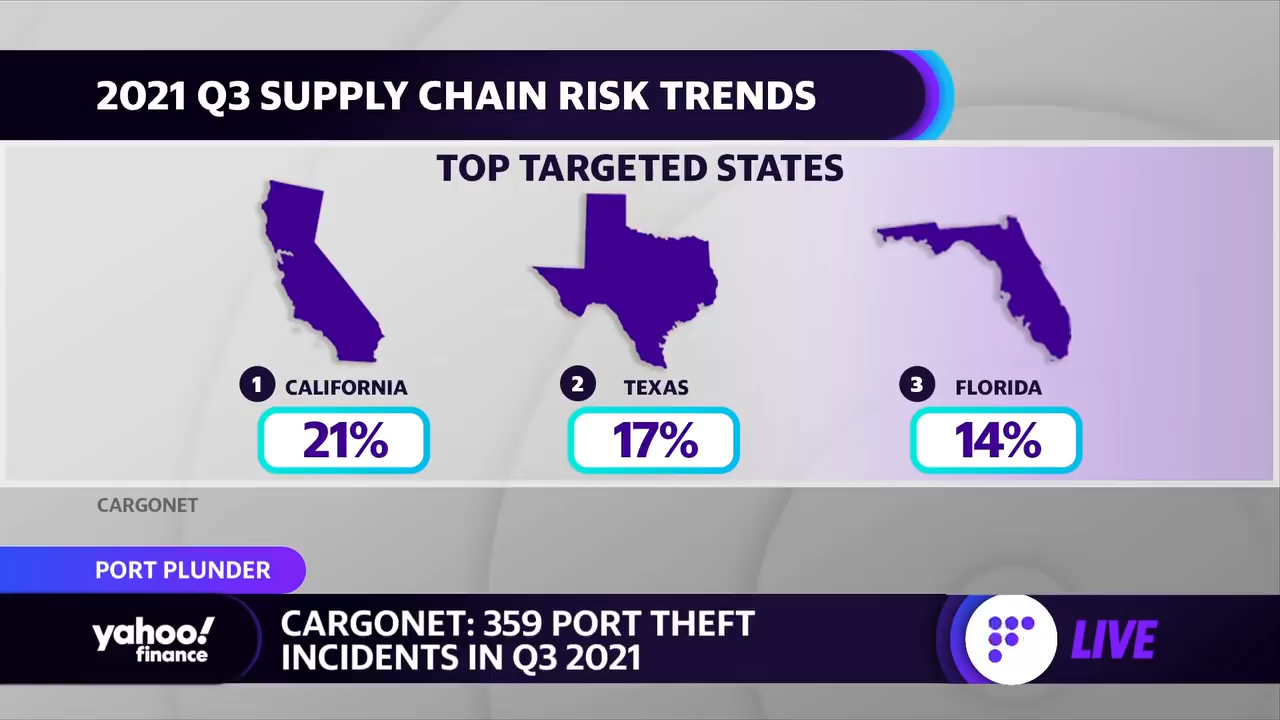 2021 Q3 SUPPLY CHAIN RISK TRENDS
TOP TARGETED STATES
1 CALIFORNIA
21%
2 TEXAS
17%
3 FLORIDA
14%
CARGONET
PORT PLUNDER
yahoo!
finance
CARGONET: 359 PORT THEFT
INCIDENTS IN Q3 2021
LIVE